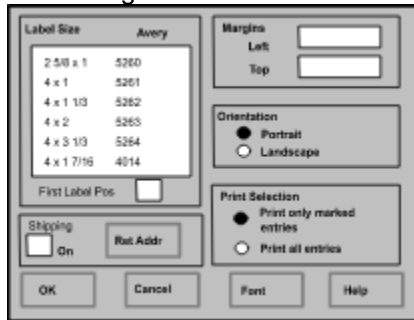 Label Size Avery
2 5/8 x 1 5260
4 x 1 5261
4 x 1 1/3 5262
4 x 2 5263
4 x 3 1/3 5264
4 x 1 7/16 4014
First Label Pos
Shipping
On
Ret Addr
Margins
Left
Top
Orientation
Portrait
Landscape
Print Selection
Print only marked
entries
Print all entries
OK Cancel Font Help